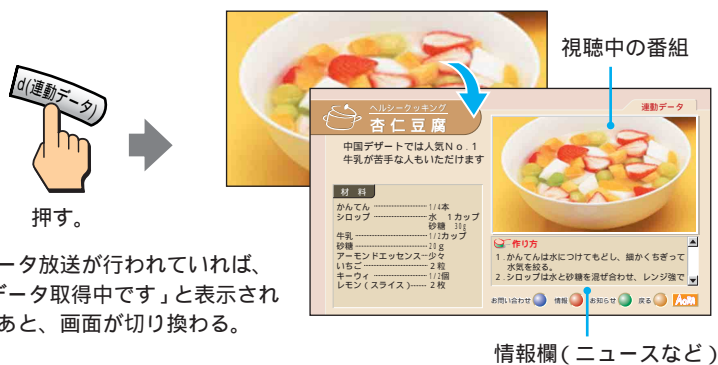 d(連動データ)
押す。
ータ放送が行われていれば、
データ取得中です」と表示され
あと、画面が切り換わる。
視聴中の番組
連動データ
ヘルシークッキング
杏仁豆腐
中国デザートでは人気No.1
牛乳が苦手な人もいただけます
材 料
かんてん 1/4本
シロップ 水 1カップ
砂糖 30g
牛乳 1/2カップ
砂糖 20g
アーモンドエッセンス 少々
いちご 2粒
キーウィ 1/2個
レモン(スライス) 2枚
作り方
1.かんてんは水につけてもどし、細かくちぎって
水気を絞る。
2.シロップは水と砂糖を混ぜ合わせ、レンジ強で
お問い合わせ 情報 お知らせ 戻る
情報欄(ニュースなど)